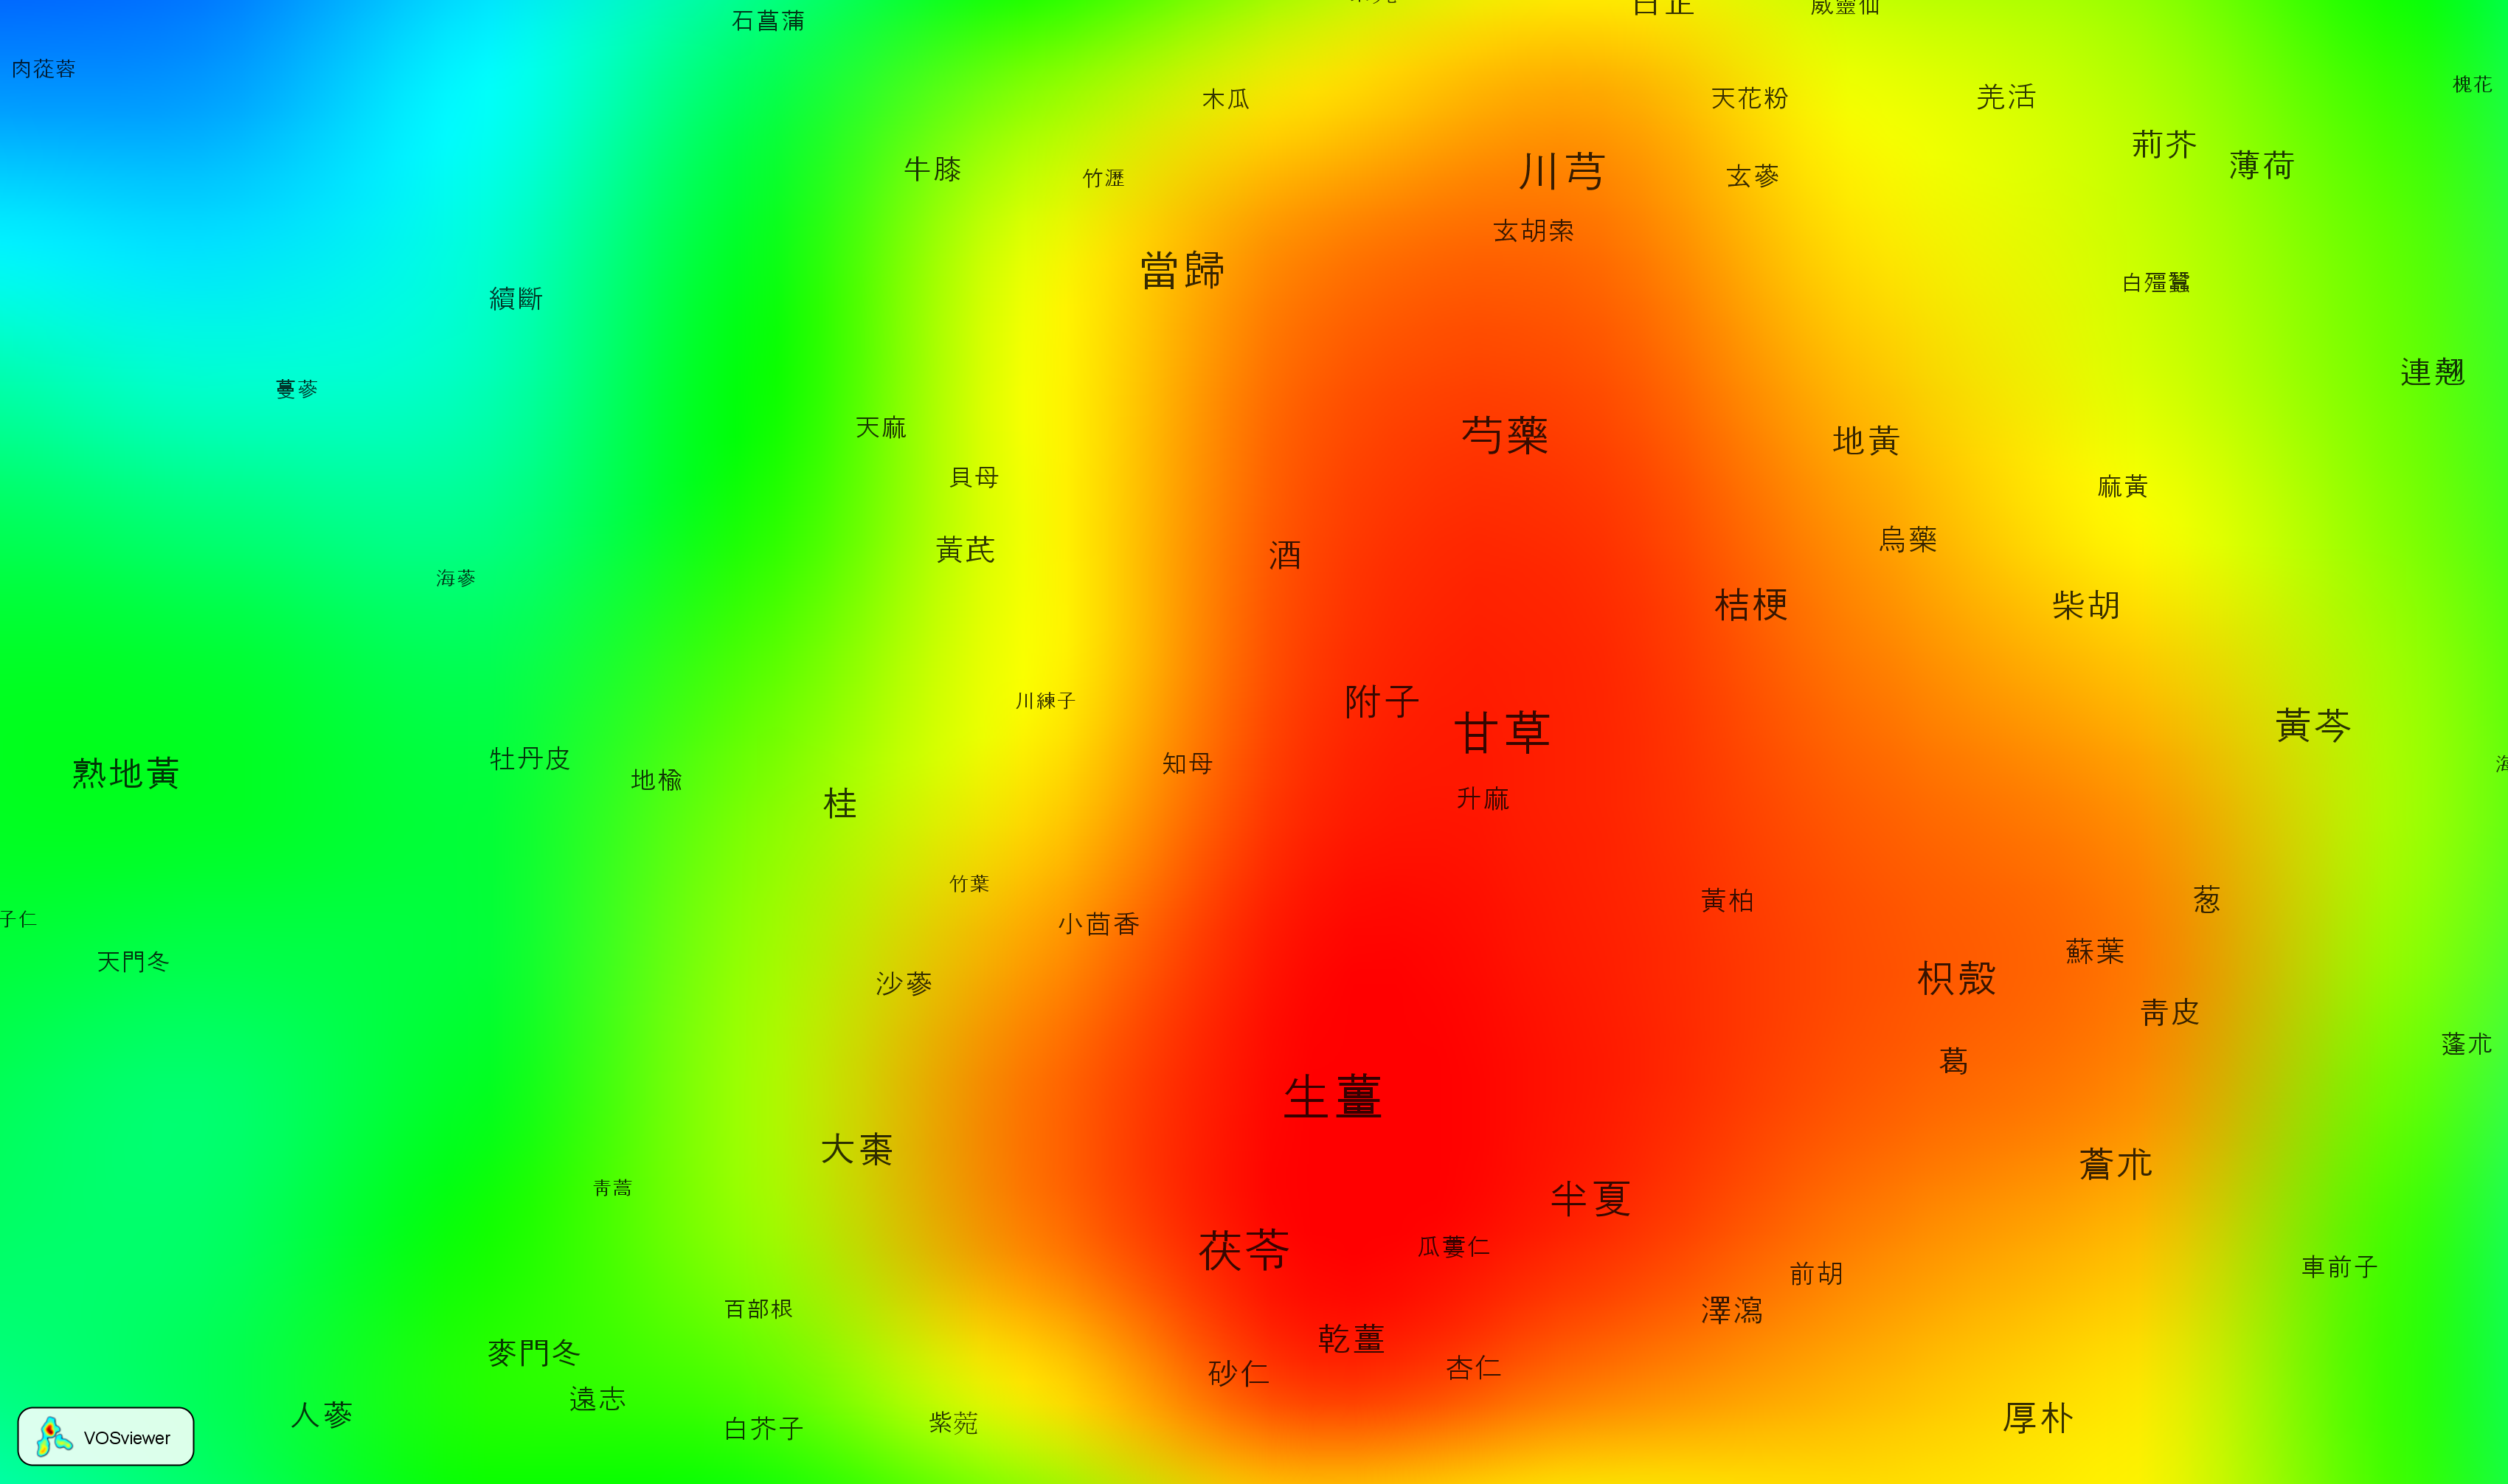 石菖蒲
威靈仙
肉蓯蓉
槐花
木瓜
天花粉
羌活
荊芥
薄荷
牛膝
竹瀝
川芎
玄蔘
玄胡索
當歸
白殭蠶
續斷
連翹
蔓蔘
天麻
芍藥
地黃
貝母
麻黃
黃芪
酒
烏藥
海蔘
桔梗
柴胡
川練子
附子
甘草
黃芩
熟地黃
牡丹皮
地楡
知母
桂
升麻
竹葉
黃柏
葱
子仁
小茴香
天門冬
沙蔘
枳殼
蘇葉
靑皮
葛
蓬朮
生薑
大棗
蒼朮
靑蒿
半夏
茯苓
瓜蔞仁
前胡
車前子
百部根
澤瀉
麥門冬
乾薑
砂仁
杏仁
遠志
人蔘
白芥子
紫菀
厚朴
VOSviewer